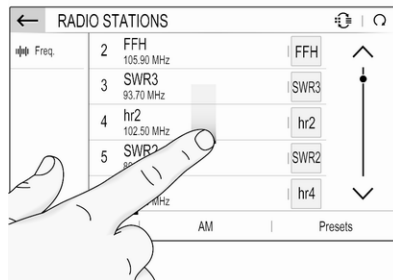 RADIO STATIONS
Freq.
2 FFH FFH
105.90 MHz
3 SWR3 SWR3
93.70 MHz
4 hr2 hr2
102.50 MHz
5 SWR2 SWR2
hr4
MHz
AM Presets